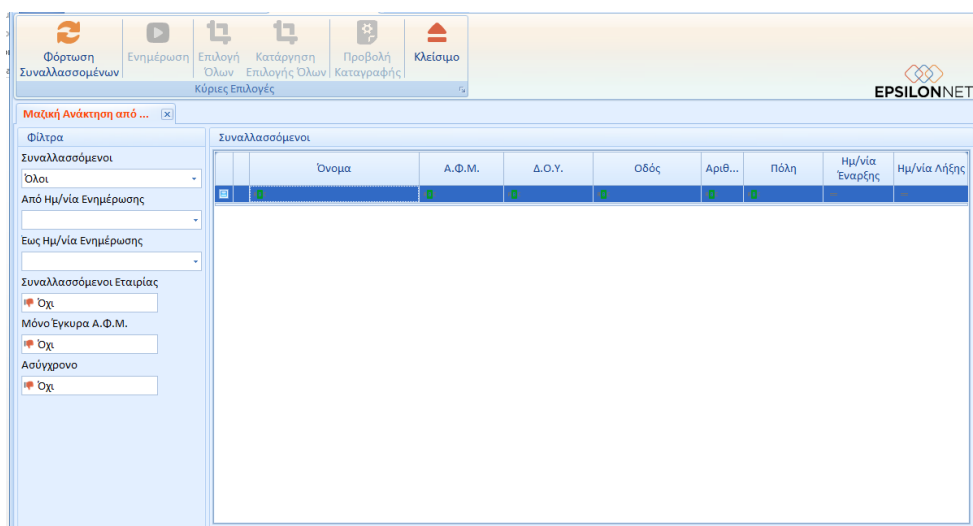 Φόρτωση Συναλλασσομένων
Ενημέρωση
Επιλογή Όλων
Κατάργηση Επιλογής Όλων
Προβολή Καταγραφής
Κλείσιμο
Κύριες Επιλογές
EPSILONNET
Μαζική Ανάκτηση από ...
Φίλτρα
Συναλλασσόμενοι
Όλοι
Από Ημ/νία Ενημέρωσης
Έως Ημ/νία Ενημέρωσης
Συναλλασσόμενοι Εταιρίας
Όχι
Μόνο Έγκυρα Α.Φ.Μ.
Όχι
Ασύγχρονο
Όχι
Συναλλασσόμενοι
Όνομα
Α.Φ.Μ.
Δ.Ο.Υ.
Οδός
Αριθ...
Πόλη
Ημ/νία Έναρξης
Ημ/νία Λήξης